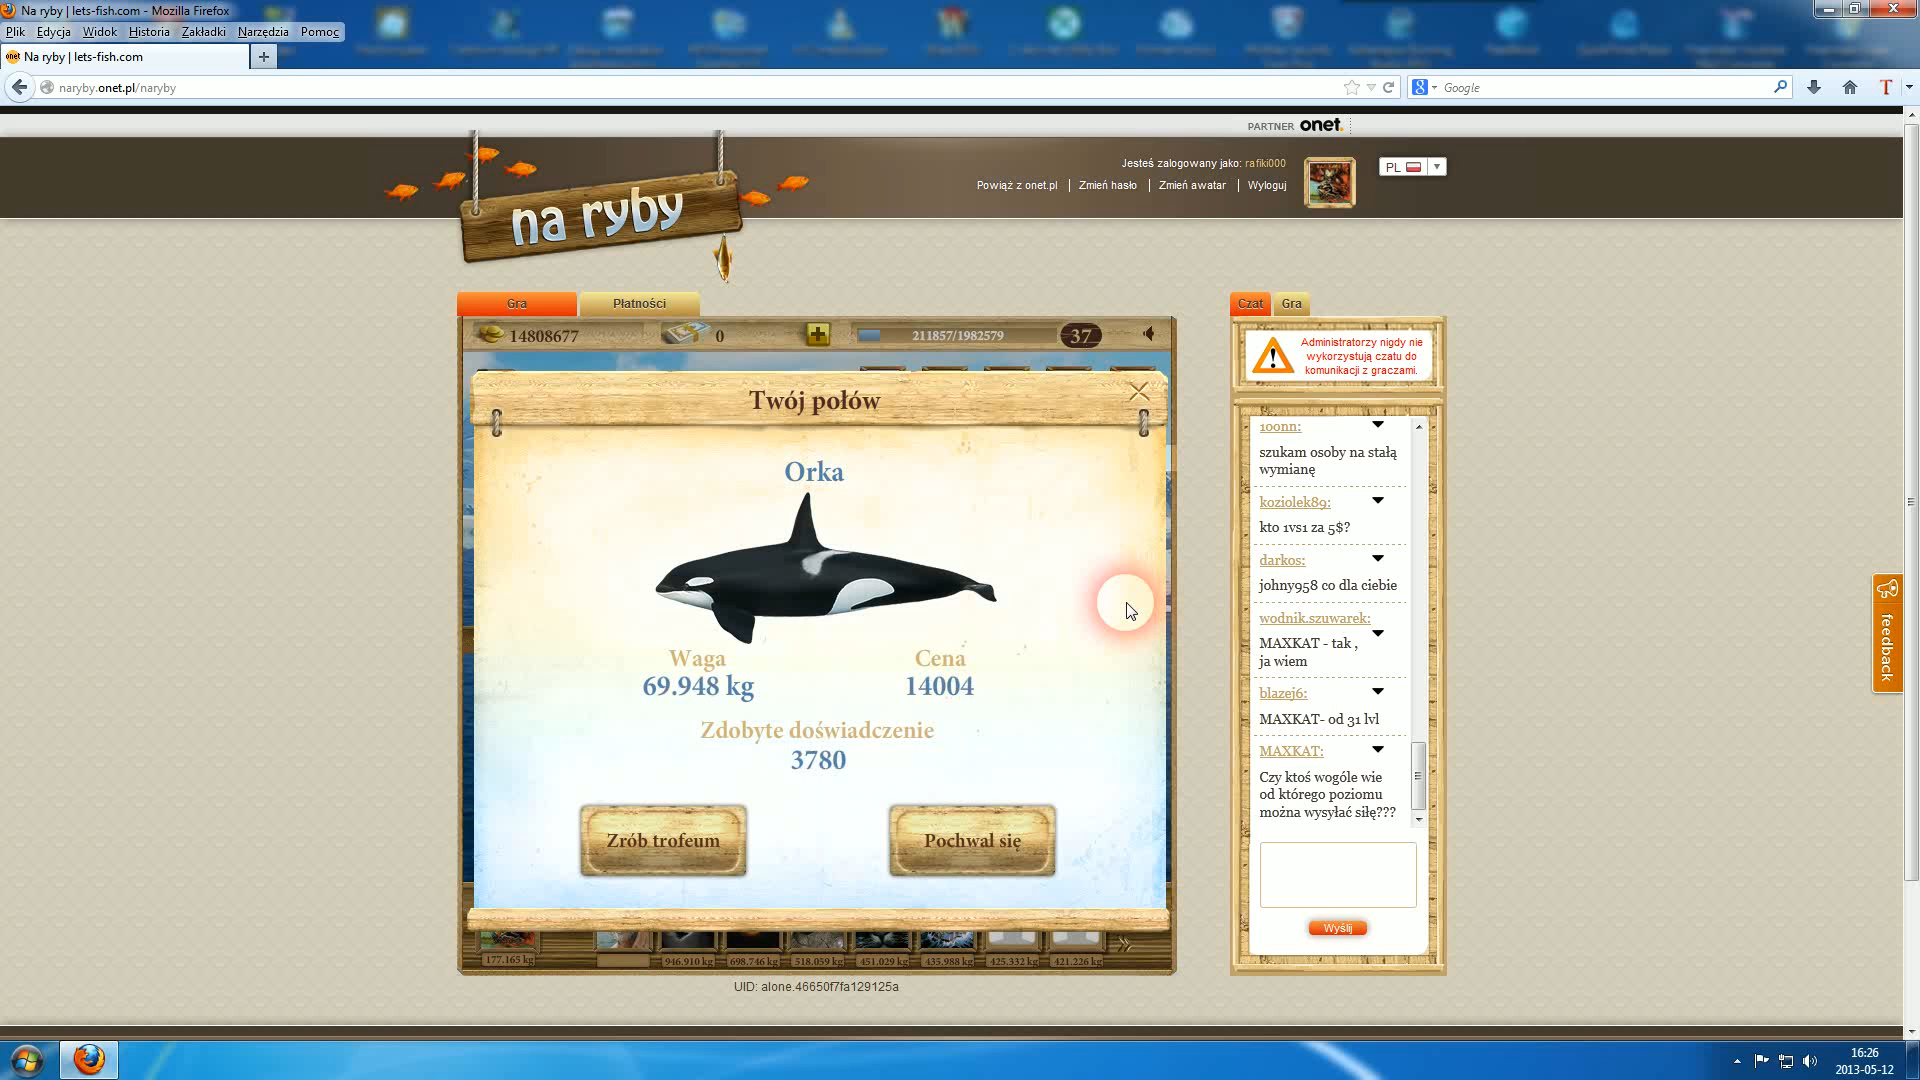 Na ryby | lets-fish.com - Mozilla Firefox
Plik Edycja Widok Historia Zakładki Narzędzia Pomoc
onet Na ryby | lets-fish.com
naryby.onet.pl/naryby
Google
PARTNER onet.
Jesteś zalogowany jako: rafiki000
PL
Powiąż z onet.pl | Zmień hasło | Zmień awatar | Wyloguj
na ryby
Gra
Płatności
14808677
0
211857/1982579
37
Twój połów
Orka
Waga
69.948 kg
Cena
14004
Zdobyte doświadczenie
3780
Zrób trofeum
Pochwal się
177.165 kg
946.910 kg
698.746 kg
518.059 kg
451.029 kg
435.988 kg
425.332 kg
421.226 kg
UID: alone.46650f7fa129125a
Czat
Gra
Administratorzy nigdy nie
wykorzystują czatu do
komunikacji z graczami.
100nn:
szukam osoby na stałą
wymianę
koziolek89:
kto 1vs1 za 5$?
darkos:
johny958 co dla ciebie
wodnik.szuwarek:
MAXKAT - tak ,
ja wiem
blazej6:
MAXKAT- od 31 lvl
MAXKAT:
Czy ktoś wogóle wie
od którego poziomu
można wysyłać siłę???
Wyślij
feedback
16:26
2013-05-12